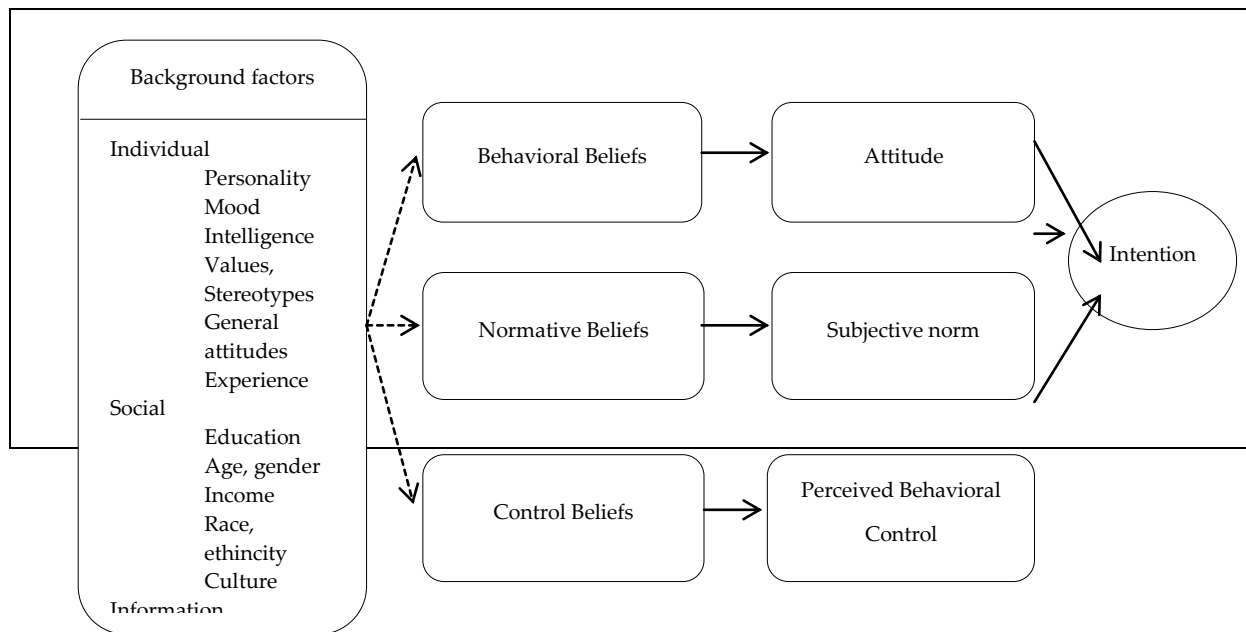 Background factors
Individual
Personality
Mood
Intelligence
Values,
Stereotypes
General
attitudes
Experience
Social
Education
Age, gender
Income
Race,
ethincity
Culture
Information
Behavioral Beliefs
Attitude
Normative Beliefs
Subjective norm
Control Beliefs
Perceived Behavioral
Control
Intention